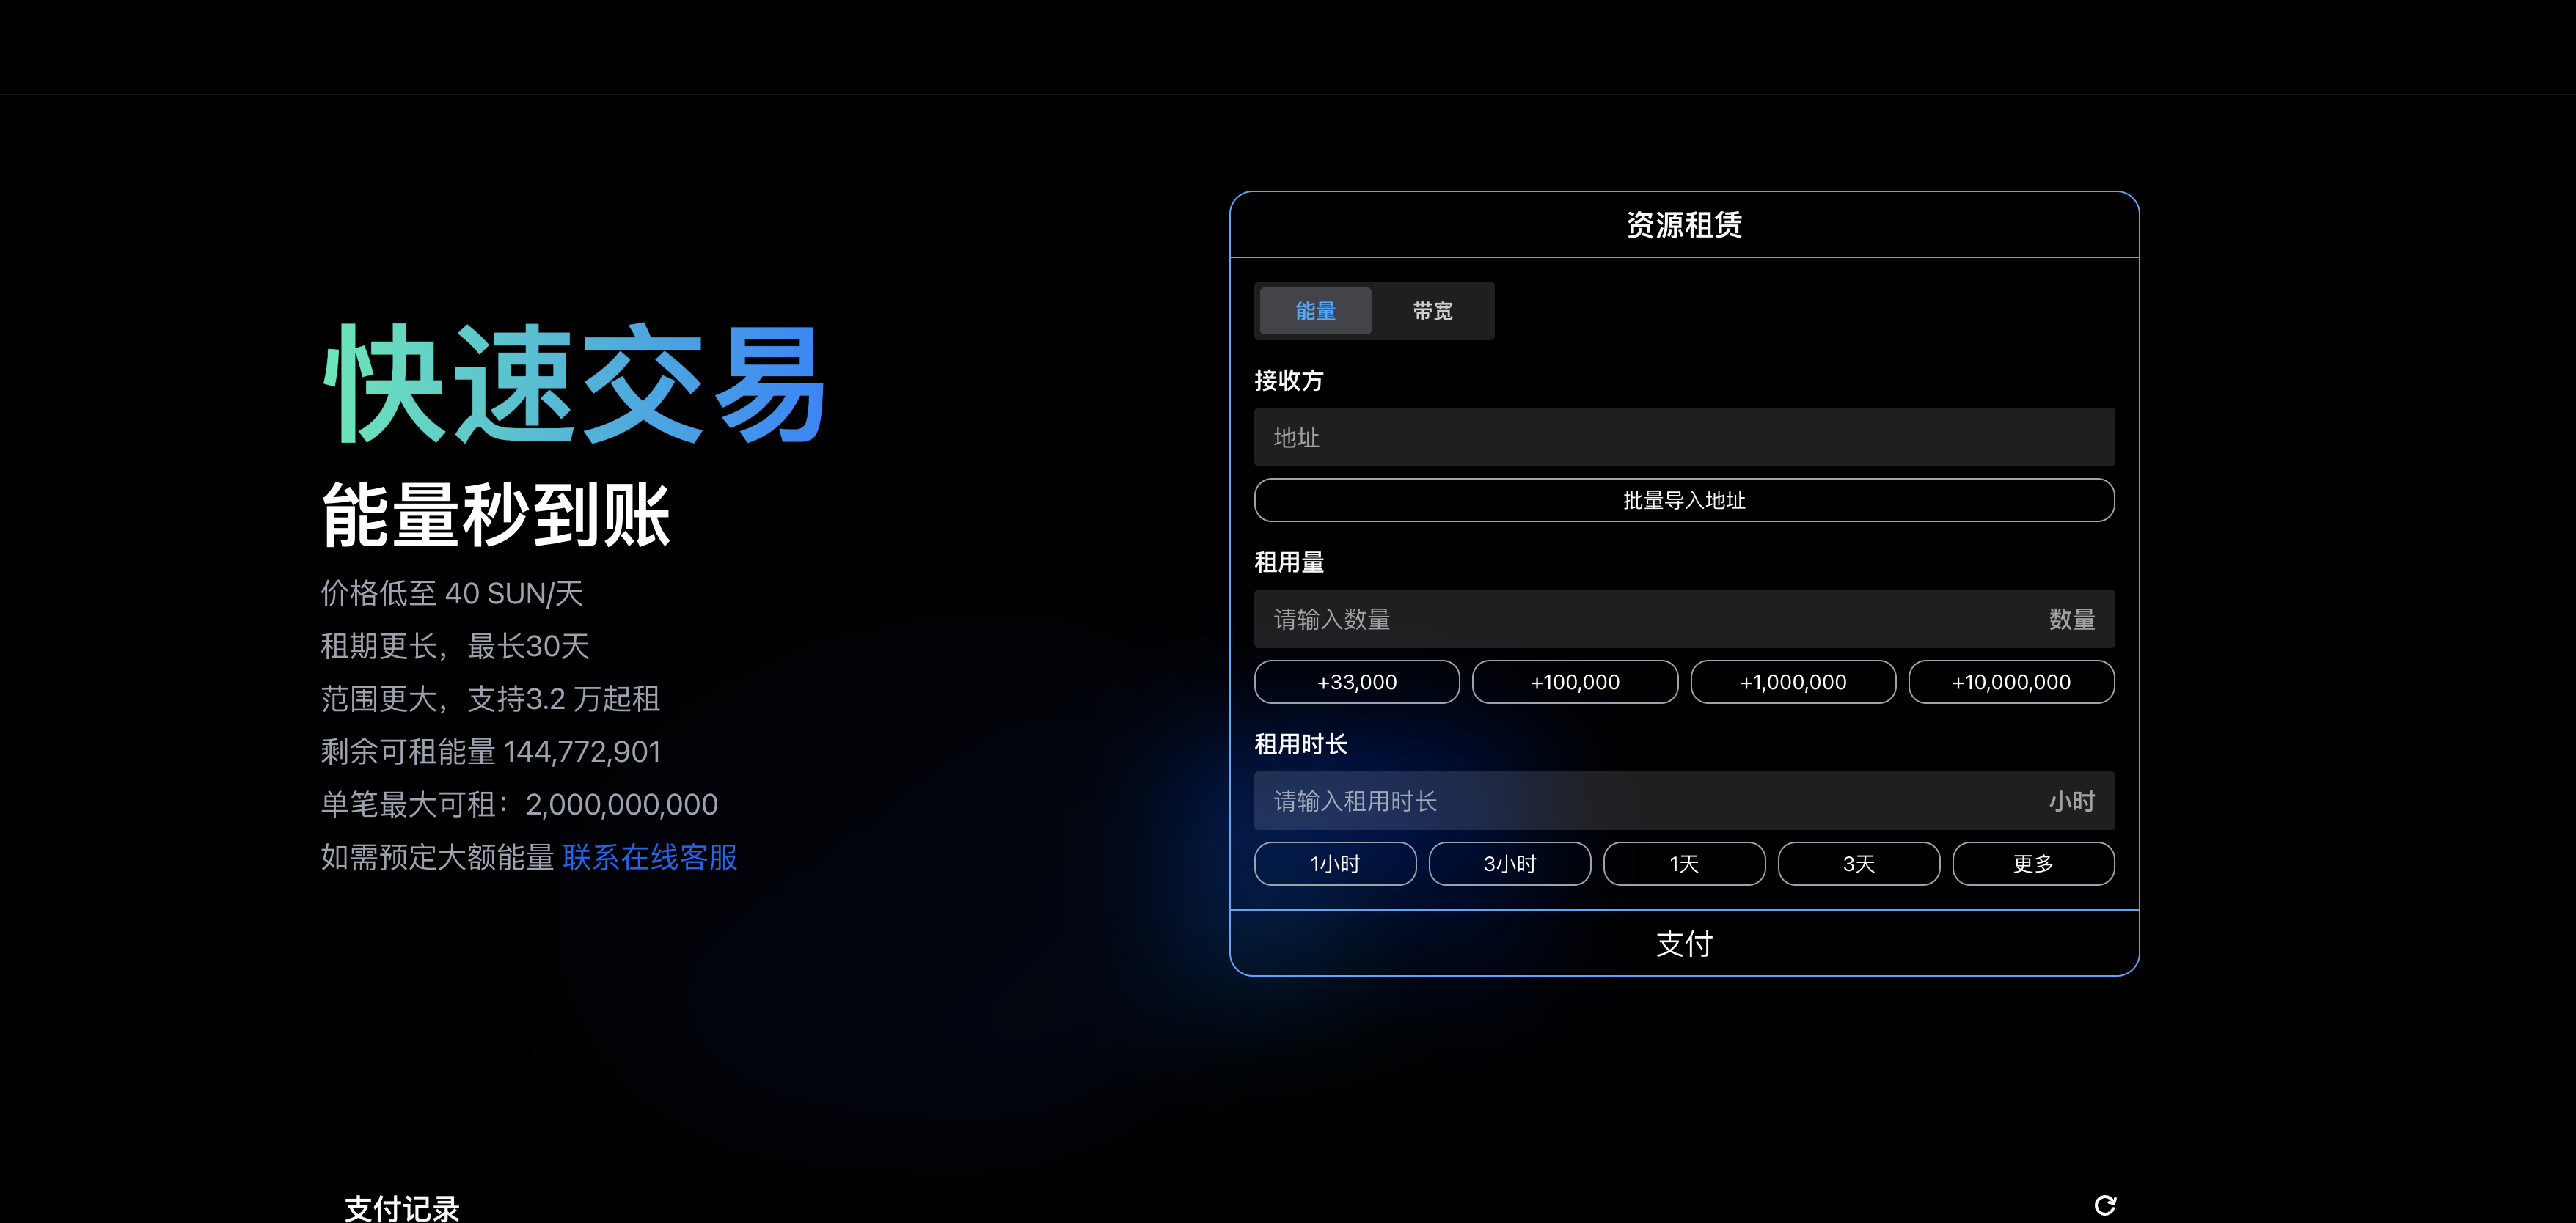 快速交易
能量秒到账
价格低至 40 SUN/天
租期更长，最长30天
范围更大，支持3.2 万起租
剩余可租能量 144,772,901
单笔最大可租：2,000,000,000
如需预定大额能量 联系在线客服
资源租赁
能量 带宽
接收方
地址
批量导入地址
租用量
请输入数量 数量
+33,000 +100,000 +1,000,000 +10,000,000
租用时长
请输入租用时长 小时
1小时 3小时 1天 3天 更多
支付
支付记录